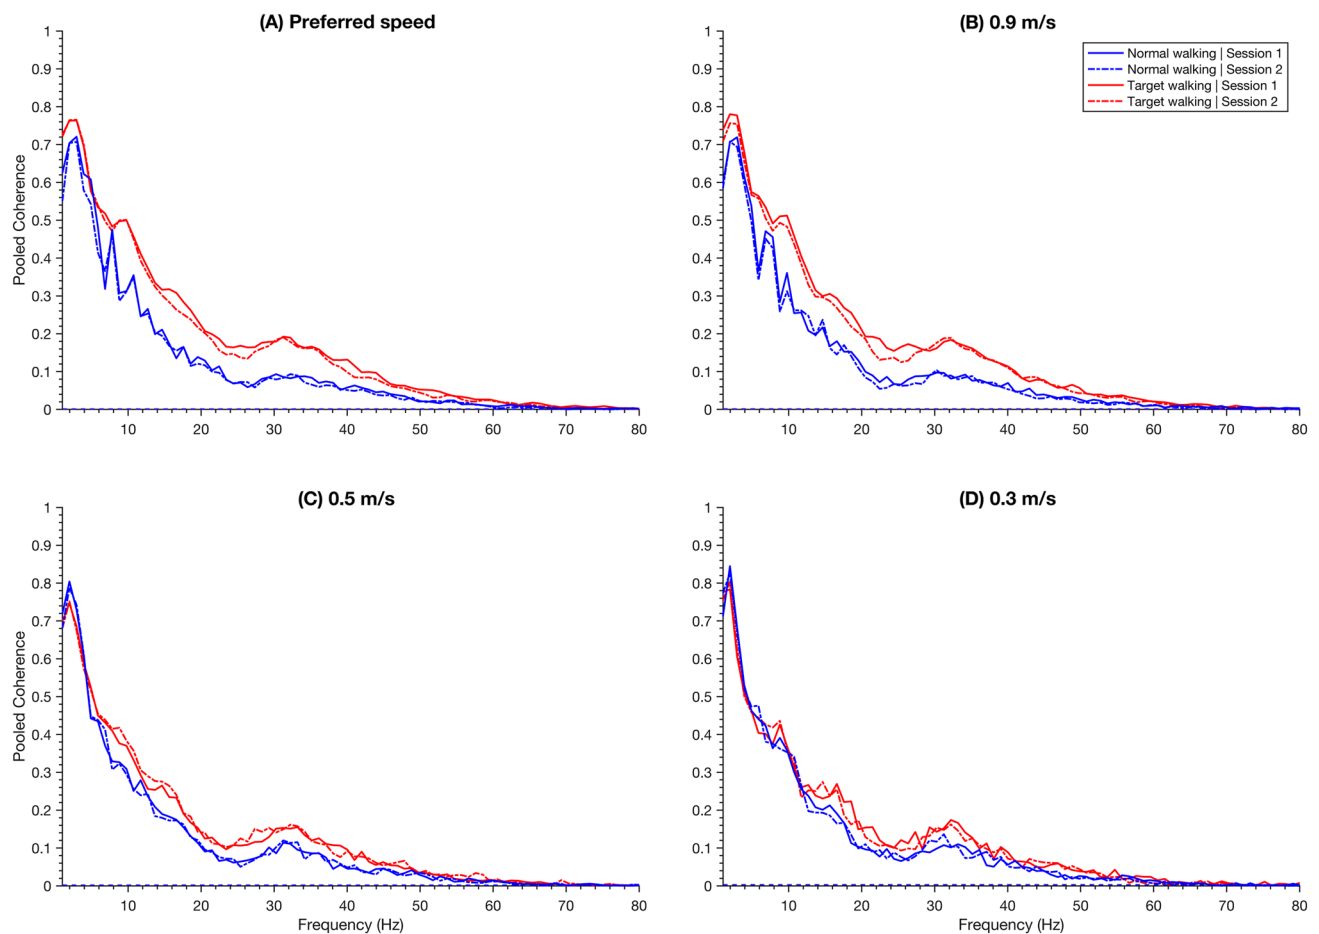 (A) Preferred speed
1
0.9
0.8
0.7
0.6
0.5
0.4
0.3
0.2
0.1
0
Pooled Coherence
10 20 30 40 50 60 70 80
(B) 0.9 m/s
Normal walking | Session 1
Normal walking | Session 2
Target walking | Session 1
Target walking | Session 2
1
0.9
0.8
0.7
0.6
0.5
0.4
0.3
0.2
0.1
0
10 20 30 40 50 60 70 80
(C) 0.5 m/s
1
0.9
0.8
0.7
0.6
0.5
0.4
0.3
0.2
0.1
0
Pooled Coherence
10 20 30 40 50 60 70 80
Frequency (Hz)
(D) 0.3 m/s
1
0.9
0.8
0.7
0.6
0.5
0.4
0.3
0.2
0.1
0
10 20 30 40 50 60 70 80
Frequency (Hz)